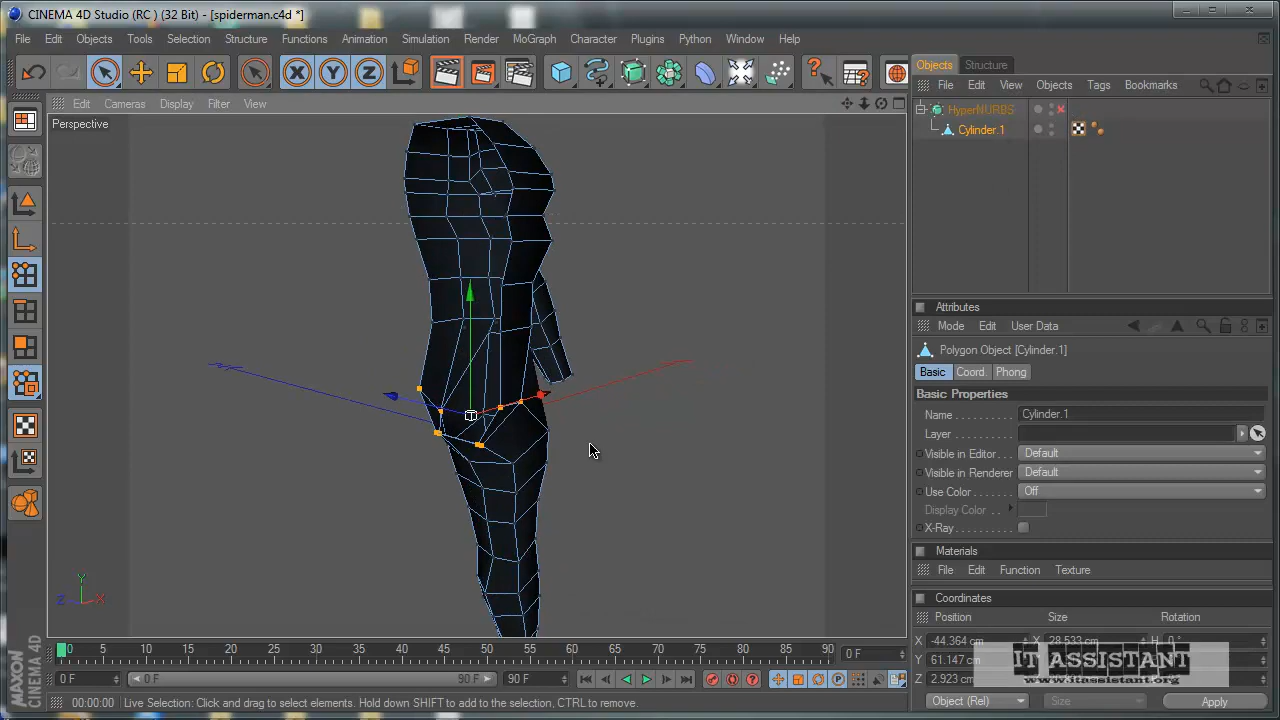 CINEMA 4D Studio (RC ) (32 Bit) - [spiderman.c4d *]
File Edit Objects Tools Selection Structure Functions Animation Simulation Render MoGraph Character Plugins Python Window Help
X Y Z
Edit Cameras Display Filter View
Perspective
Y
Z X
0 5 10 15 20 25 30 35 40 45 50 55 60 65 70 75 80 85 90 0 F
0 F 0 F 90 F 90 F
00:00:00 Live Selection: Click and drag to select elements. Hold down SHIFT to add to the selection, CTRL to remove.
MAXON
CINEMA 4D
Objects Structure
File Edit View Objects Tags Bookmarks
HyperNURBS
Cylinder.1
Attributes
Mode Edit User Data
Polygon Object [Cylinder.1]
Basic Coord. Phong
Basic Properties
Name Cylinder.1
Layer
Visible in Editor Default
Visible in Renderer Default
Use Color Off
Display Color
X-Ray
Materials
File Edit Function Texture
Coordinates
Position Size Rotation
X -44.364 cm X 28.533 cm H 0 °
Y 61.147 cm
Z 2.923 cm
IT ASSISTANT
www.itassistant.org
Object (Rel) Size Apply